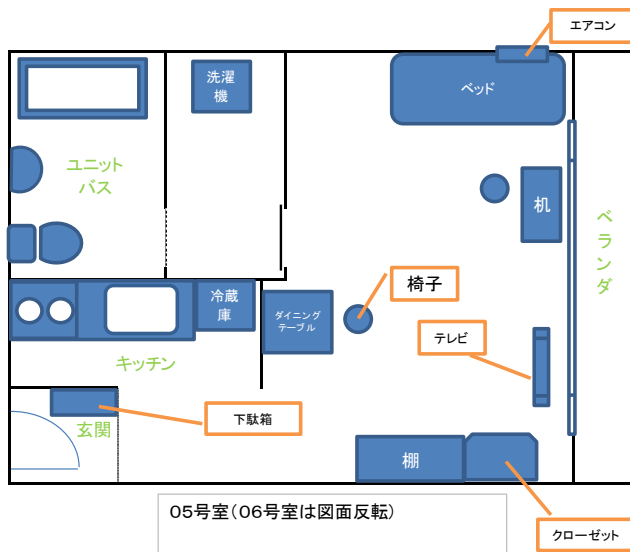 エアコン
洗濯
機
ベッド
ユニット
バス
机
ベランダ
椅子
冷蔵
庫
ダイニング
テーブル
テレビ
キッチン
下駄箱
玄関
棚
05号室(06号室は図面反転)
クローゼット